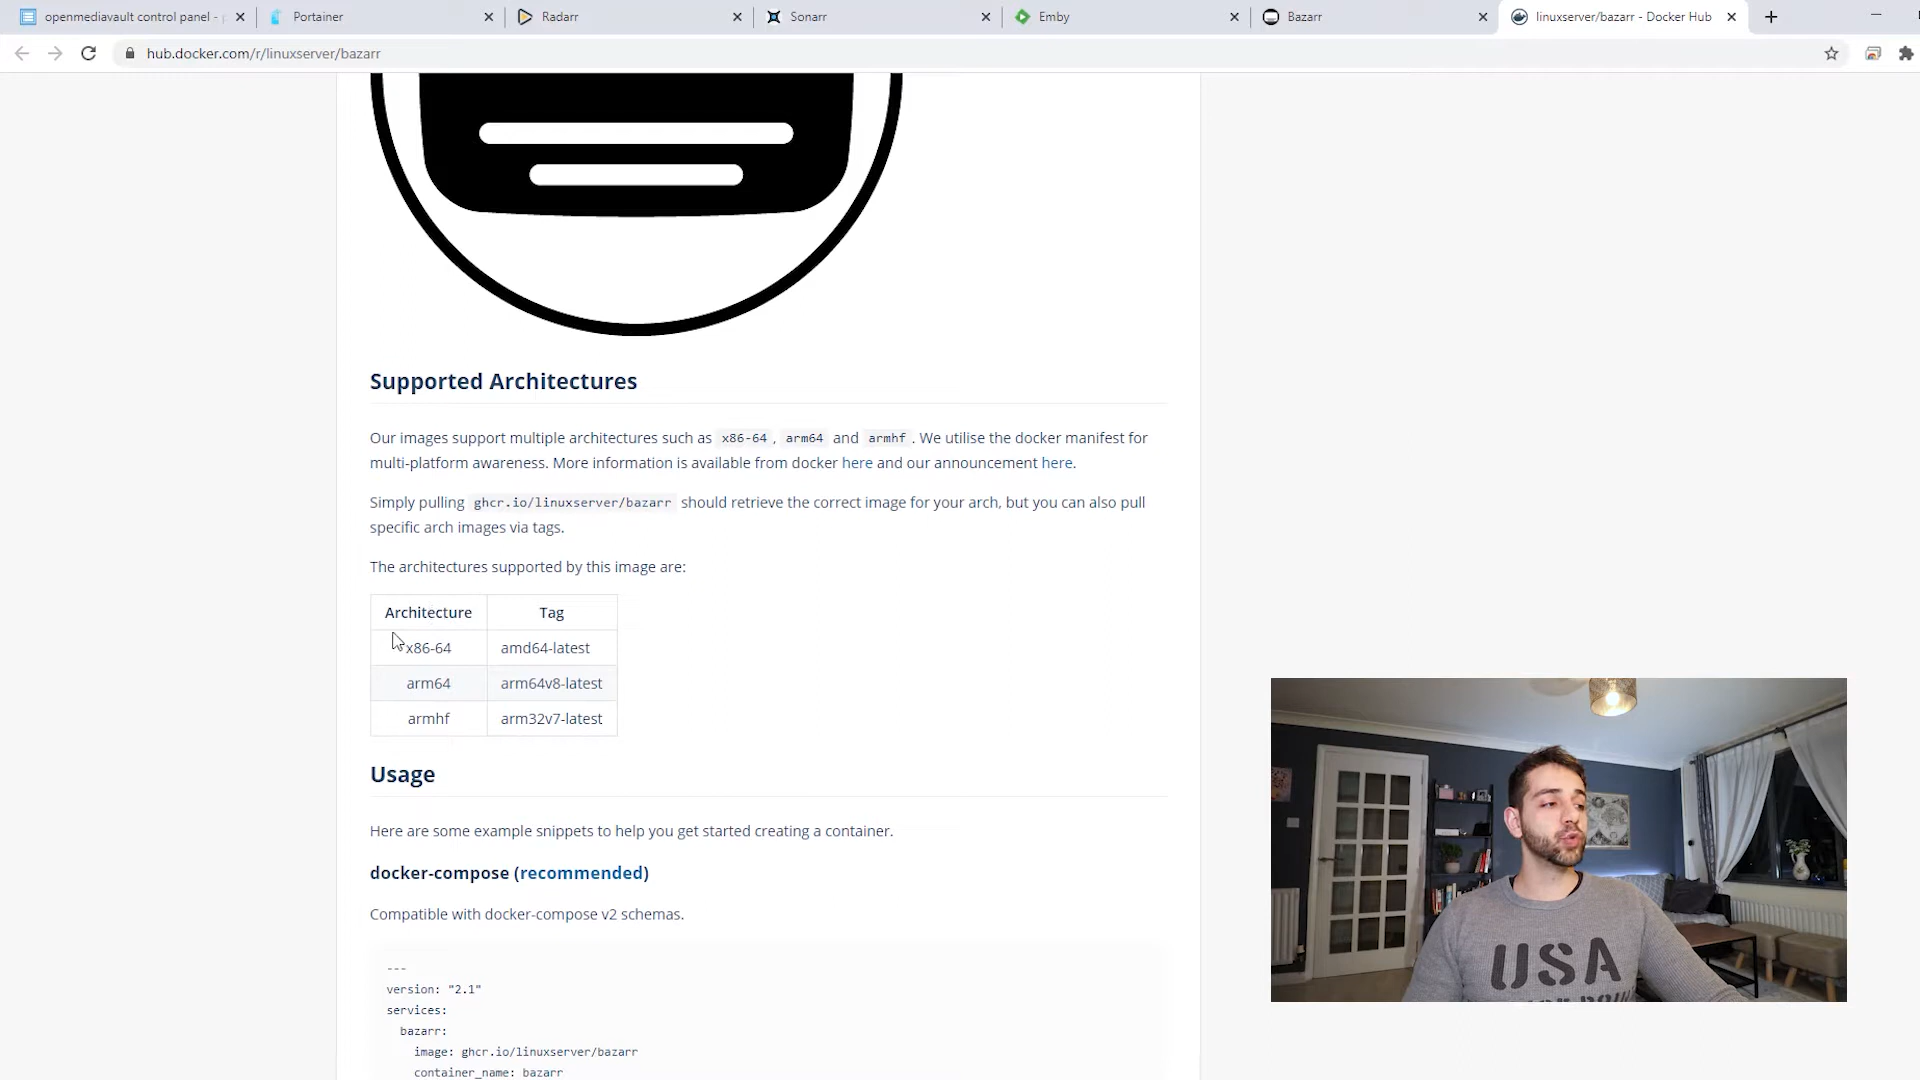 openmediavault control panel -
Portainer
Radarr
Sonarr
Emby
Bazarr
linuxserver/bazarr - Docker Hub
hub.docker.com/r/linuxserver/bazarr
Supported Architectures
Our images support multiple architectures such as x86-64 , arm64 and armhf . We utilise the docker manifest for
multi-platform awareness. More information is available from docker here and our announcement here.
Simply pulling ghcr.io/linuxserver/bazarr should retrieve the correct image for your arch, but you can also pull
specific arch images via tags.
The architectures supported by this image are:
Architecture Tag
x86-64 amd64-latest
arm64 arm64v8-latest
armhf arm32v7-latest
Usage
Here are some example snippets to help you get started creating a container.
docker-compose (recommended)
Compatible with docker-compose v2 schemas.
---
version: "2.1"
services:
bazarr:
image: ghcr.io/linuxserver/bazarr
container_name: bazarr
USA